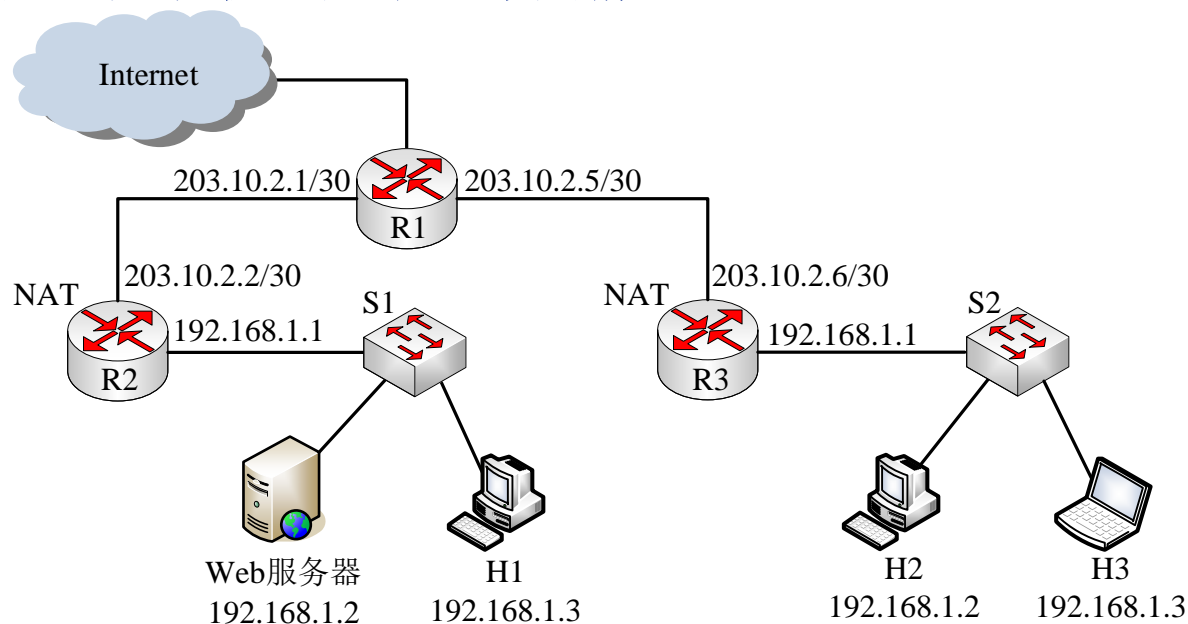 Internet
203.10.2.1/30
203.10.2.5/30
R1
NAT
203.10.2.2/30
192.168.1.1
R2
S1
NAT
203.10.2.6/30
192.168.1.1
R3
S2
Web服务器
192.168.1.2
H1
192.168.1.3
H2
192.168.1.2
H3
192.168.1.3